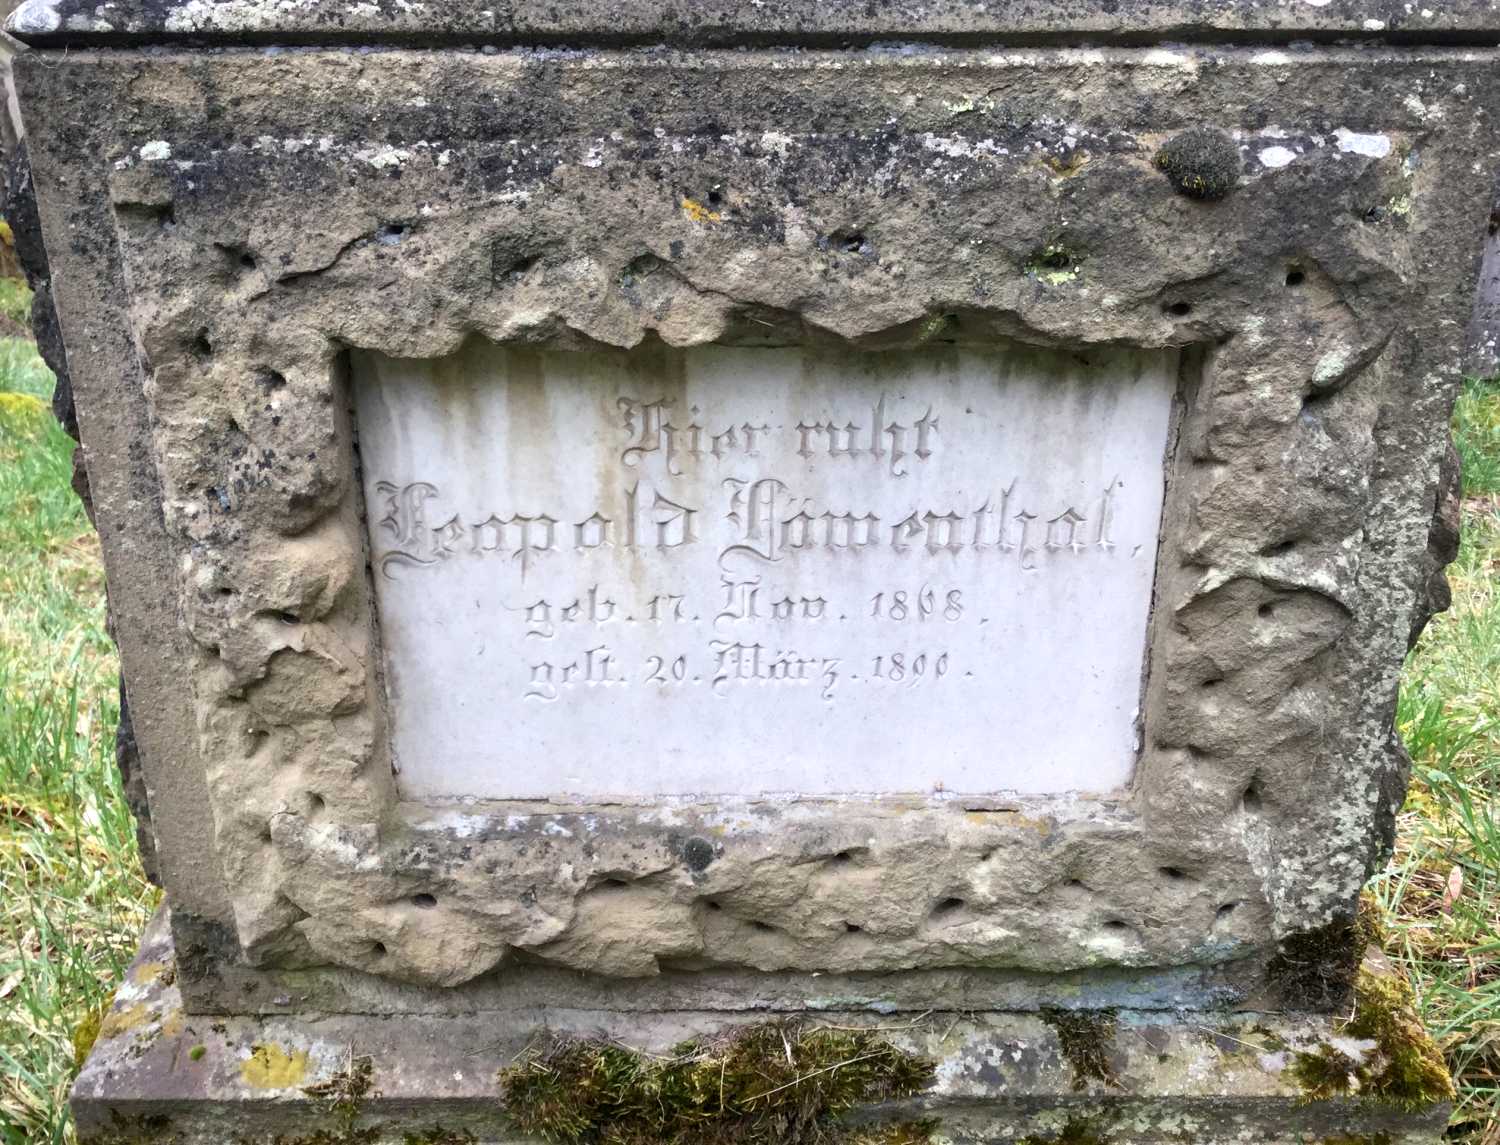 Hier ruht
Leopold Löwenthal,
geb. 17. Nov. 1868.
gest. 20. März. 1890.